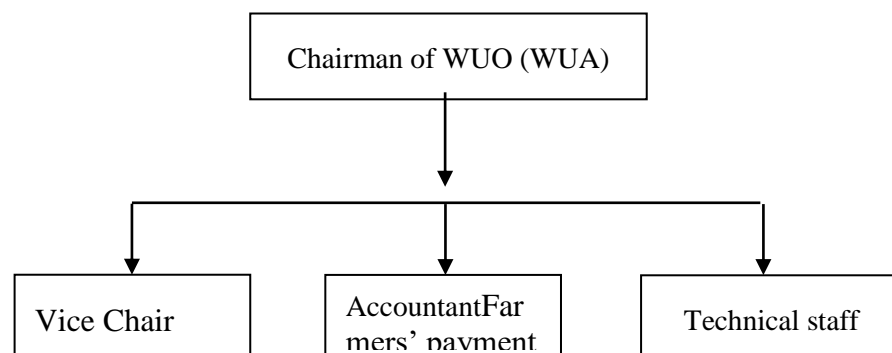 Chairman of WUO (WUA)
Vice Chair
AccountantFar
mers' payment
Technical staff